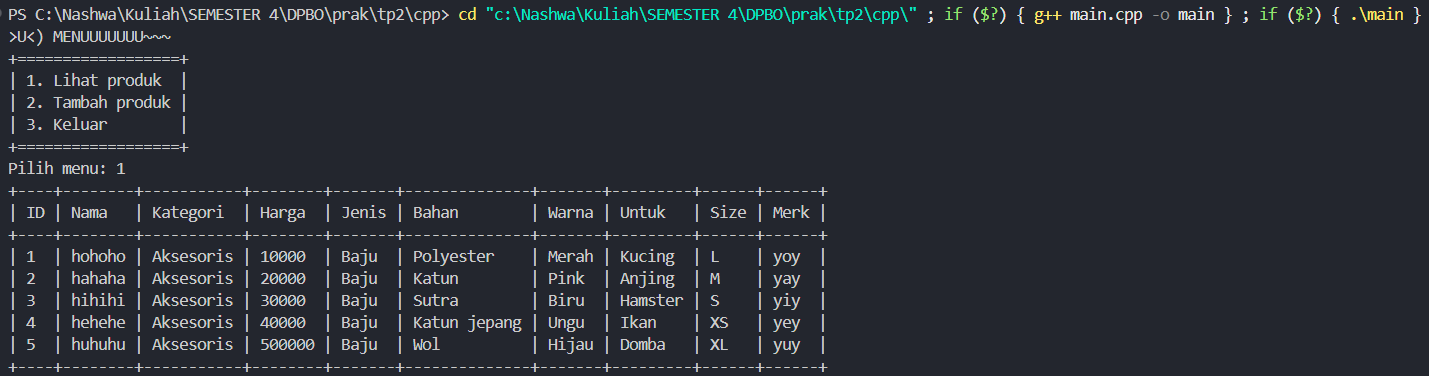 PS C:\Nashwa\Kuliah\SEMESTER 4\DPBO\prak\tp2\cpp> cd "c:\Nashwa\Kuliah\SEMESTER 4\DPBO\prak\tp2\cpp\" ; if ($?) { g++ main.cpp -o main } ; if ($?) { .\main }
>U<) MENUUUUUUU~~~
+==================+
| 1. Lihat produk  |
| 2. Tambah produk |
| 3. Keluar        |
+==================+
Pilih menu: 1
+----+--------+-----------+--------+-------+--------------+-------+---------+------+------+
| ID | Nama   | Kategori  | Harga  | Jenis | Bahan        | Warna | Untuk   | Size | Merk |
+----+--------+-----------+--------+-------+--------------+-------+---------+------+------+
| 1  | hohoho | Aksesoris | 10000  | Baju  | Polyester    | Merah | Kucing  | L    | yoy  |
| 2  | hahaha | Aksesoris | 20000  | Baju  | Katun        | Pink  | Anjing  | M    | yay  |
| 3  | hihihi | Aksesoris | 30000  | Baju  | Sutra        | Biru  | Hamster | S    | yiy  |
| 4  | hehehe | Aksesoris | 40000  | Baju  | Katun jepang | Ungu  | Ikan    | XS   | yey  |
| 5  | huhuhu | Aksesoris | 500000 | Baju  | Wol          | Hijau | Domba   | XL   | yuy  |
+----+--------+-----------+--------+-------+--------------+-------+---------+------+------+